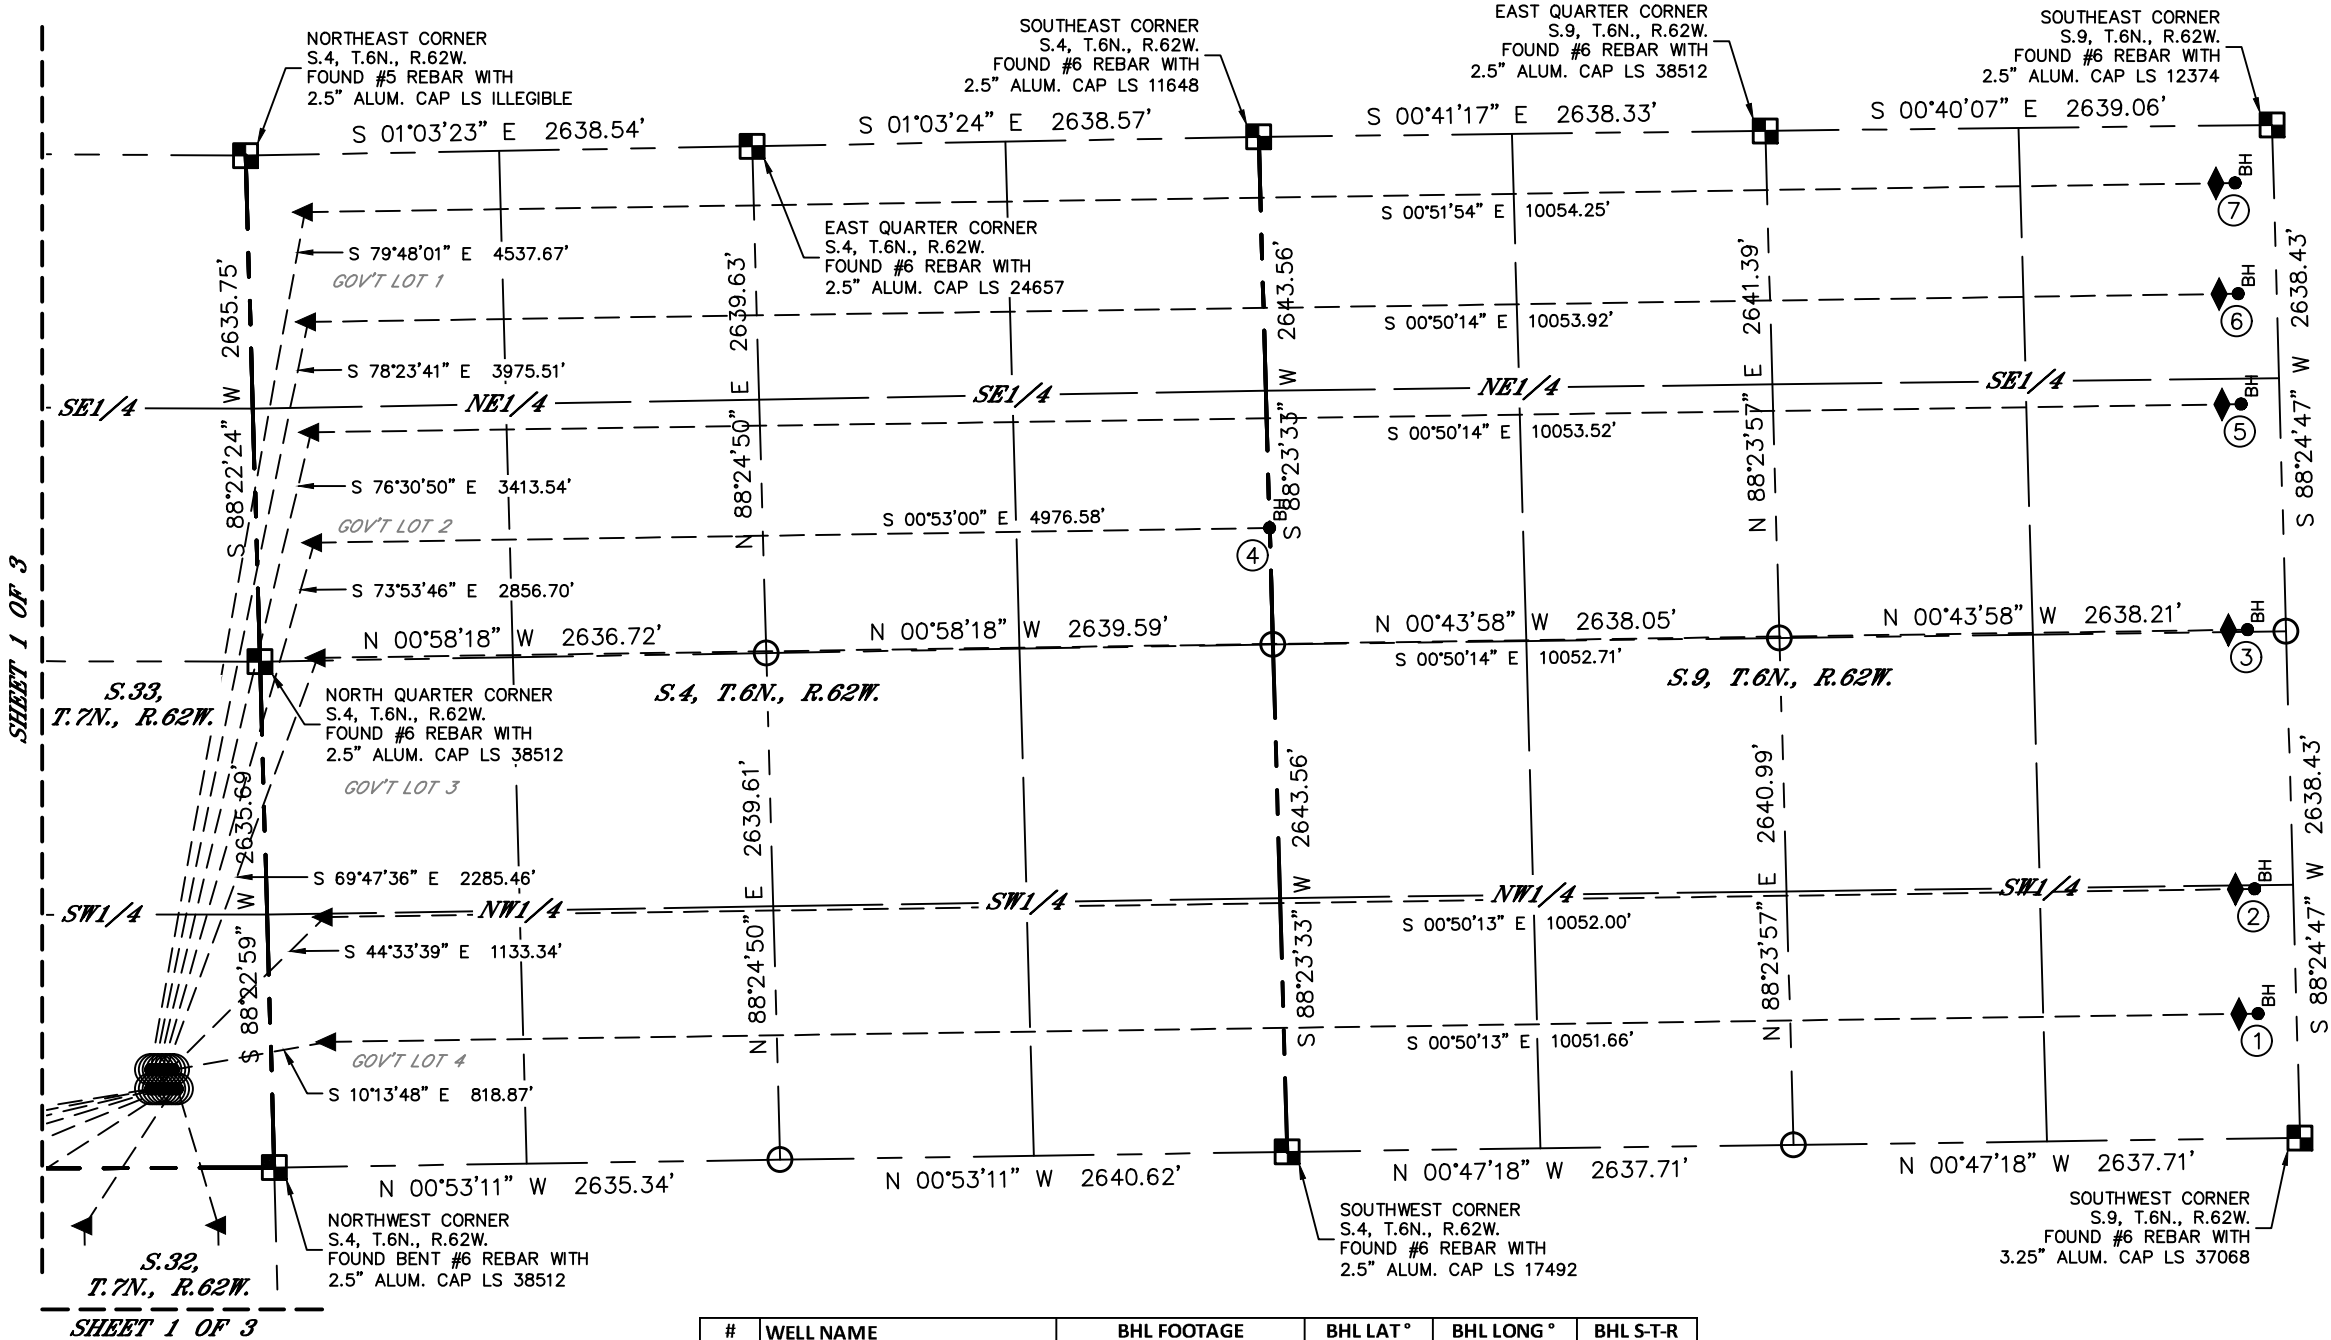 NORTHEAST CORNER
S.4, T.6N., R.62W.
FOUND #5 REBAR WITH
2.5" ALUM. CAP LS ILLEGIBLE
SOUTHEAST CORNER
S.4, T.6N., R.62W.
FOUND #6 REBAR WITH
2.5" ALUM. CAP LS 11648
EAST QUARTER CORNER
S.9, T.6N., R.62W.
FOUND #6 REBAR WITH
2.5" ALUM. CAP LS 38512
SOUTHEAST CORNER
S.9, T.6N., R.62W.
FOUND #6 REBAR WITH
2.5" ALUM. CAP LS 12374
S 01°03'23" E 2638.54'
S 01°03'24" E 2638.57'
S 00°41'17" E 2638.33'
S 00°40'07" E 2639.06'
BH
7
S 00°51'54" E 10054.25'
EAST QUARTER CORNER
S.4, T.6N., R.62W.
FOUND #6 REBAR WITH
2.5" ALUM. CAP LS 24657
S 79°48'01" E 4537.67'
GOV'T LOT 1
BH
6
S 00°50'14" E 10053.92'
S 78°23'41" E 3975.51'
S 88°22'24" W 2635.75'
N 88°24'50" E 2639.63'
S 88°23'33" W 2643.56'
N 88°23'57" E 2641.39'
S 88°24'47" W 2638.43'
SE1/4
NE1/4
SE1/4
NE1/4
SE1/4
BH
5
S 00°50'14" E 10053.52'
S 76°30'50" E 3413.54'
GOV'T LOT 2
S 00°53'00" E 4976.58'
BH
4
S 73°53'46" E 2856.70'
N 00°58'18" W 2636.72'
N 00°58'18" W 2639.59'
N 00°43'58" W 2638.05'
N 00°43'58" W 2638.21'
BH
3
S 00°50'14" E 10052.71'
SHEET 1 OF 3
S.33,
T.7N., R.62W.
S.4, T.6N., R.62W.
S.9, T.6N., R.62W.
NORTH QUARTER CORNER
S.4, T.6N., R.62W.
FOUND #6 REBAR WITH
2.5" ALUM. CAP LS 38512
GOV'T LOT 3
S 88°22'59" W 2635.69'
N 88°24'50" E 2639.61'
S 88°23'33" W 2643.56'
N 88°23'57" E 2640.99'
S 88°24'47" W 2638.43'
S 69°47'36" E 2285.46'
SW1/4
NW1/4
SW1/4
NW1/4
SW1/4
BH
2
S 00°50'13" E 10052.00'
S 44°33'39" E 1133.34'
BH
1
S 00°50'13" E 10051.66'
GOV'T LOT 4
S 10°13'48" E 818.87'
N 00°53'11" W 2635.34'
N 00°53'11" W 2640.62'
N 00°47'18" W 2637.71'
N 00°47'18" W 2637.71'
NORTHWEST CORNER
S.4, T.6N., R.62W.
FOUND BENT #6 REBAR WITH
2.5" ALUM. CAP LS 38512
SOUTHWEST CORNER
S.4, T.6N., R.62W.
FOUND #6 REBAR WITH
2.5" ALUM. CAP LS 17492
SOUTHWEST CORNER
S.9, T.6N., R.62W.
FOUND #6 REBAR WITH
3.25" ALUM. CAP LS 37068
S.32,
T.7N., R.62W.
SHEET 1 OF 3
# WELL NAME BHL FOOTAGE BHL LAT ° BHL LONG ° BHL S-T-R